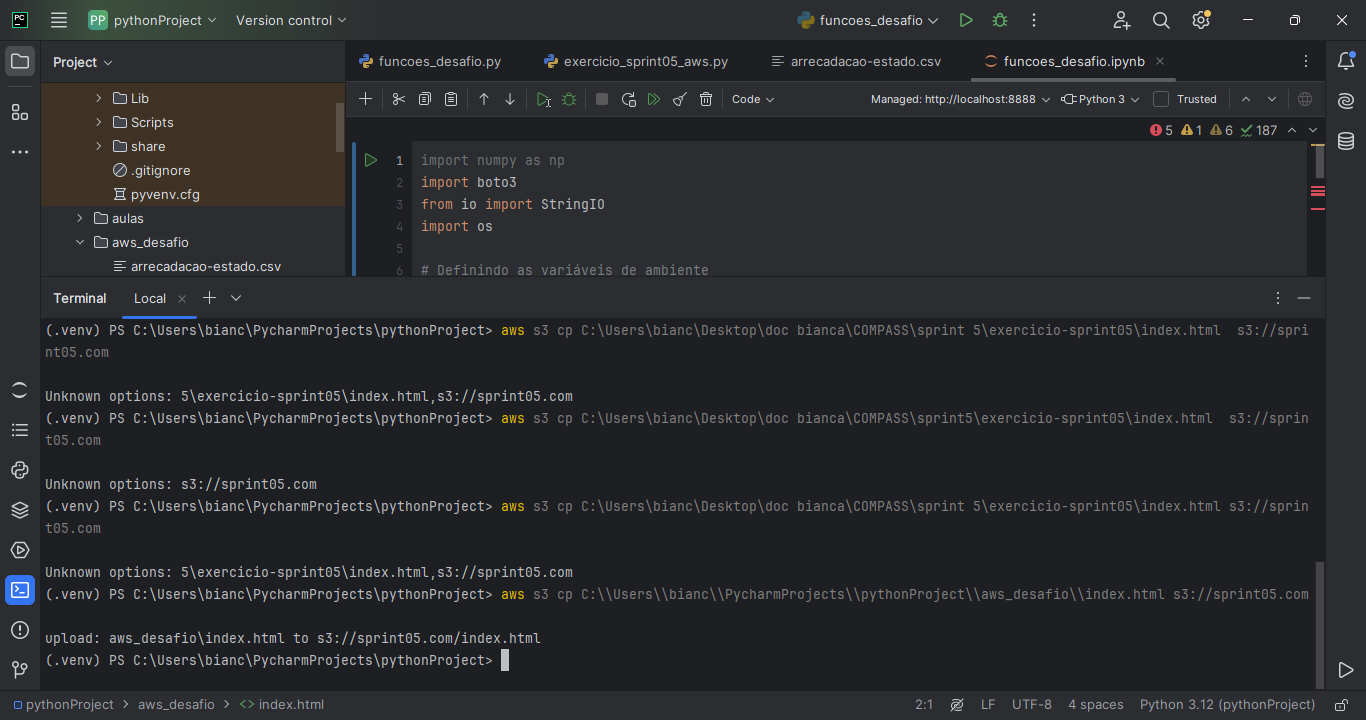 PC
PP pythonProject
Version control
funcoes_desafio
Project
funcoes_desafio.py
exercicio_sprint05_aws.py
arrecadacao-estado.csv
funcoes_desafio.ipynb
Lib
Scripts
share
.gitignore
pyvenv.cfg
aulas
aws_desafio
arrecadacao-estado.csv
Code
Managed: http://localhost:8888
Python 3
Trusted
5 1 6 187
1 import numpy as np
2 import boto3
3 from io import StringIO
4 import os
5
6 # Definindo as variáveis de ambiente
Terminal
Local
(.venv) PS C:\Users\bianc\PycharmProjects\pythonProject> aws s3 cp C:\Users\bianc\Desktop\doc bianca\COMPASS\sprint 5\exercicio-sprint05\index.html  s3://spri
nt05.com
Unknown options: 5\exercicio-sprint05\index.html,s3://sprint05.com
(.venv) PS C:\Users\bianc\PycharmProjects\pythonProject> aws s3 cp C:\Users\bianc\Desktop\doc bianca\COMPASS\sprint5\exercicio-sprint05\index.html  s3://sprin
t05.com
Unknown options: s3://sprint05.com
(.venv) PS C:\Users\bianc\PycharmProjects\pythonProject> aws s3 cp C:\Users\bianc\Desktop\doc bianca\COMPASS\sprint 5\exercicio-sprint05\index.html s3://sprin
t05.com
Unknown options: 5\exercicio-sprint05\index.html,s3://sprint05.com
(.venv) PS C:\Users\bianc\PycharmProjects\pythonProject> aws s3 cp C:\\Users\\bianc\\PycharmProjects\\pythonProject\\aws_desafio\\index.html s3://sprint05.com
upload: aws_desafio\index.html to s3://sprint05.com/index.html
(.venv) PS C:\Users\bianc\PycharmProjects\pythonProject>
pythonProject > aws_desafio > <> index.html
2:1
LF
UTF-8
4 spaces
Python 3.12 (pythonProject)